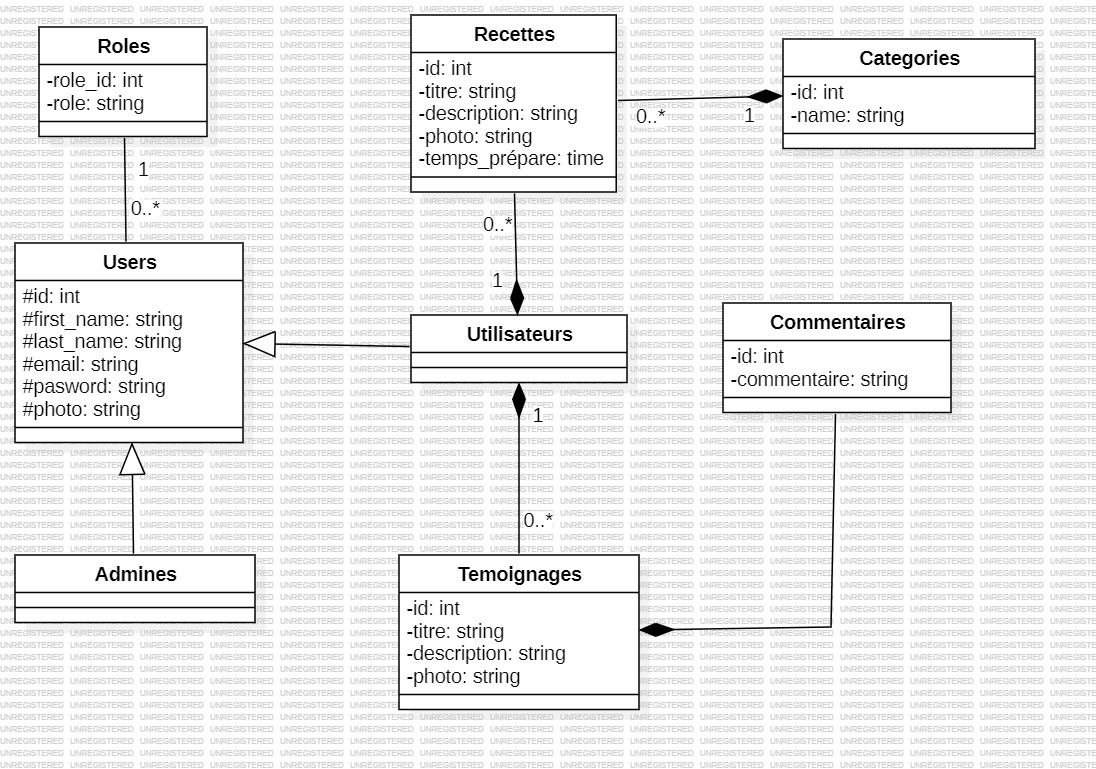 Roles
-role_id: int
-role: string
1
0..*
Users
#id: int
#first_name: string
#last_name: string
#email: string
#pasword: string
#photo: string
Admines
Recettes
-id: int
-titre: string
-description: string
-photo: string
-temps_prépare: time
0..*
1
Categories
-id: int
-name: string
0..*
1
Utilisateurs
1
0..*
Temoignages
-id: int
-titre: string
-description: string
-photo: string
Commentaires
-id: int
-commentaire: string
UNREGISTERED